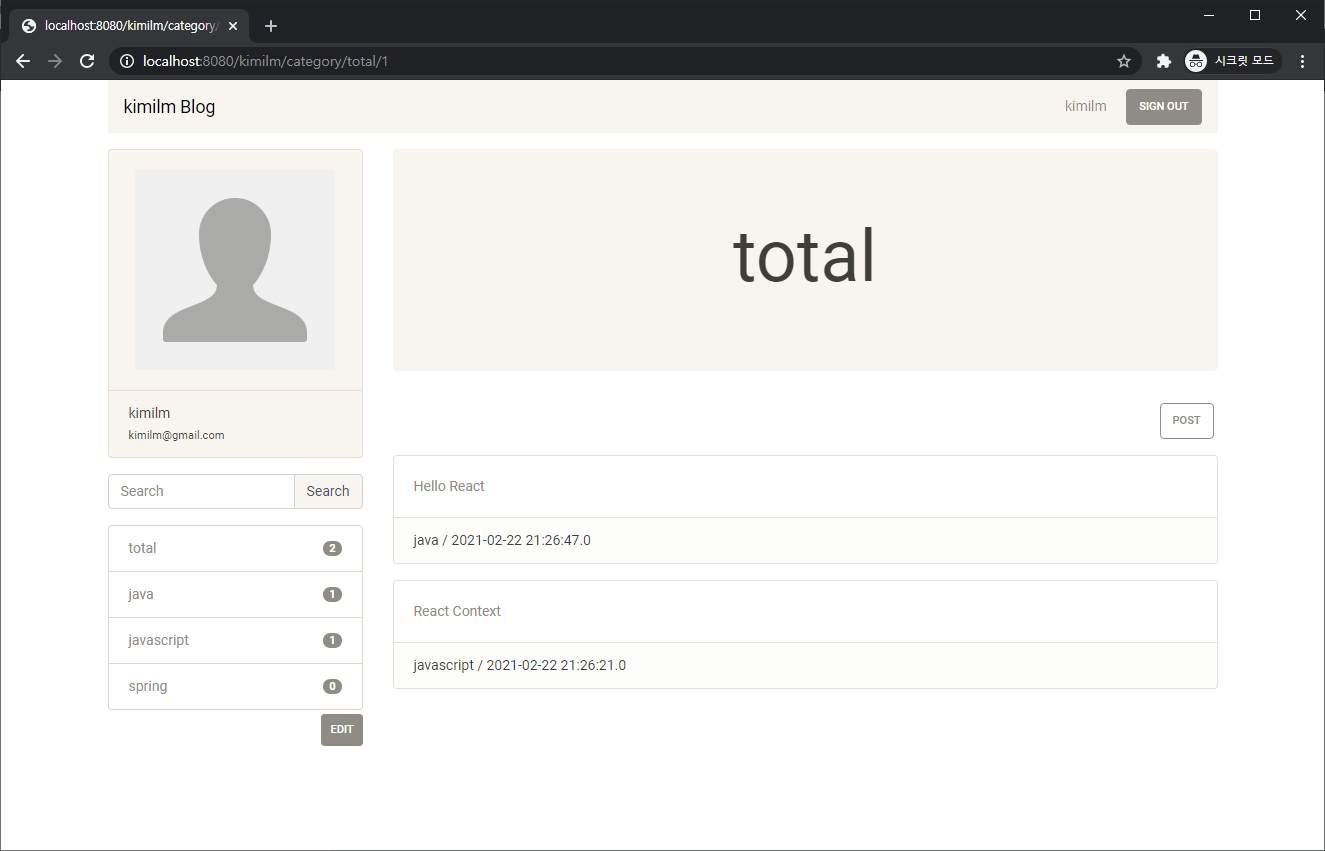 localhost:8080/kimilm/category/
localhost:8080/kimilm/category/total/1
시크릿 모드
kimilm Blog
kimilm
SIGN OUT
kimilm
kimilm@gmail.com
Search
Search
total 2
java 1
javascript 1
spring 0
EDIT
total
POST
Hello React
java / 2021-02-22 21:26:47.0
React Context
javascript / 2021-02-22 21:26:21.0